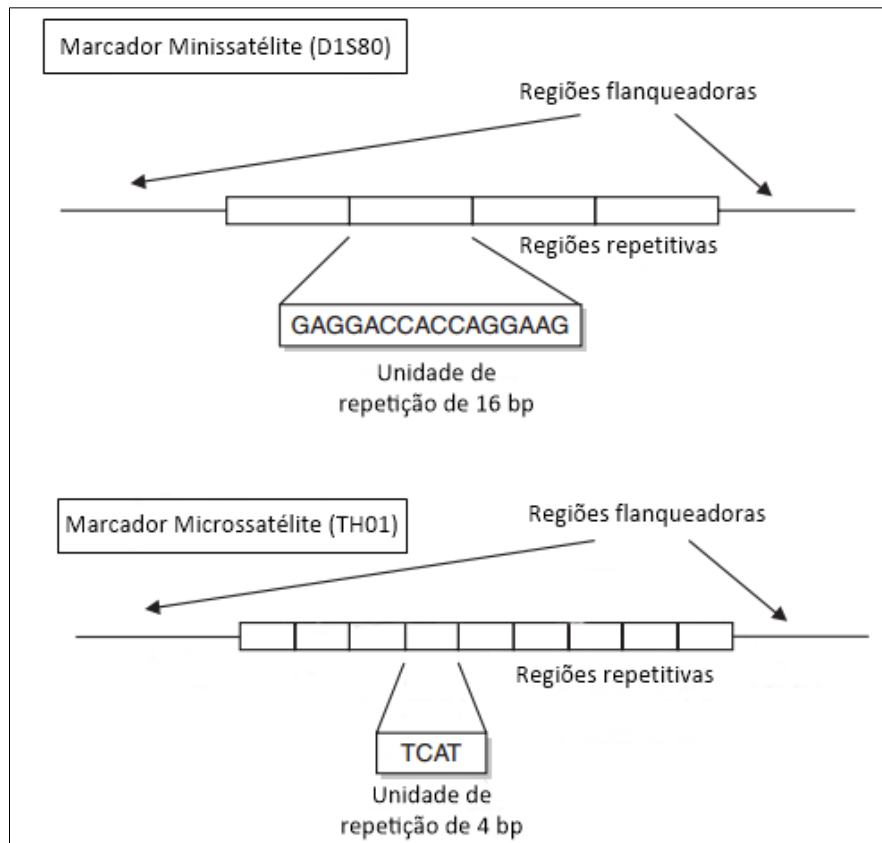 Marcador Minissatélite (D1S80)
Regiões flanqueadoras
Regiões repetitivas
GAGGACCACCAGGAAG
Unidade de
repetição de 16 bp
Marcador Microssatélite (TH01)
Regiões flanqueadoras
Regiões repetitivas
TCAT
Unidade de
repetição de 4 bp